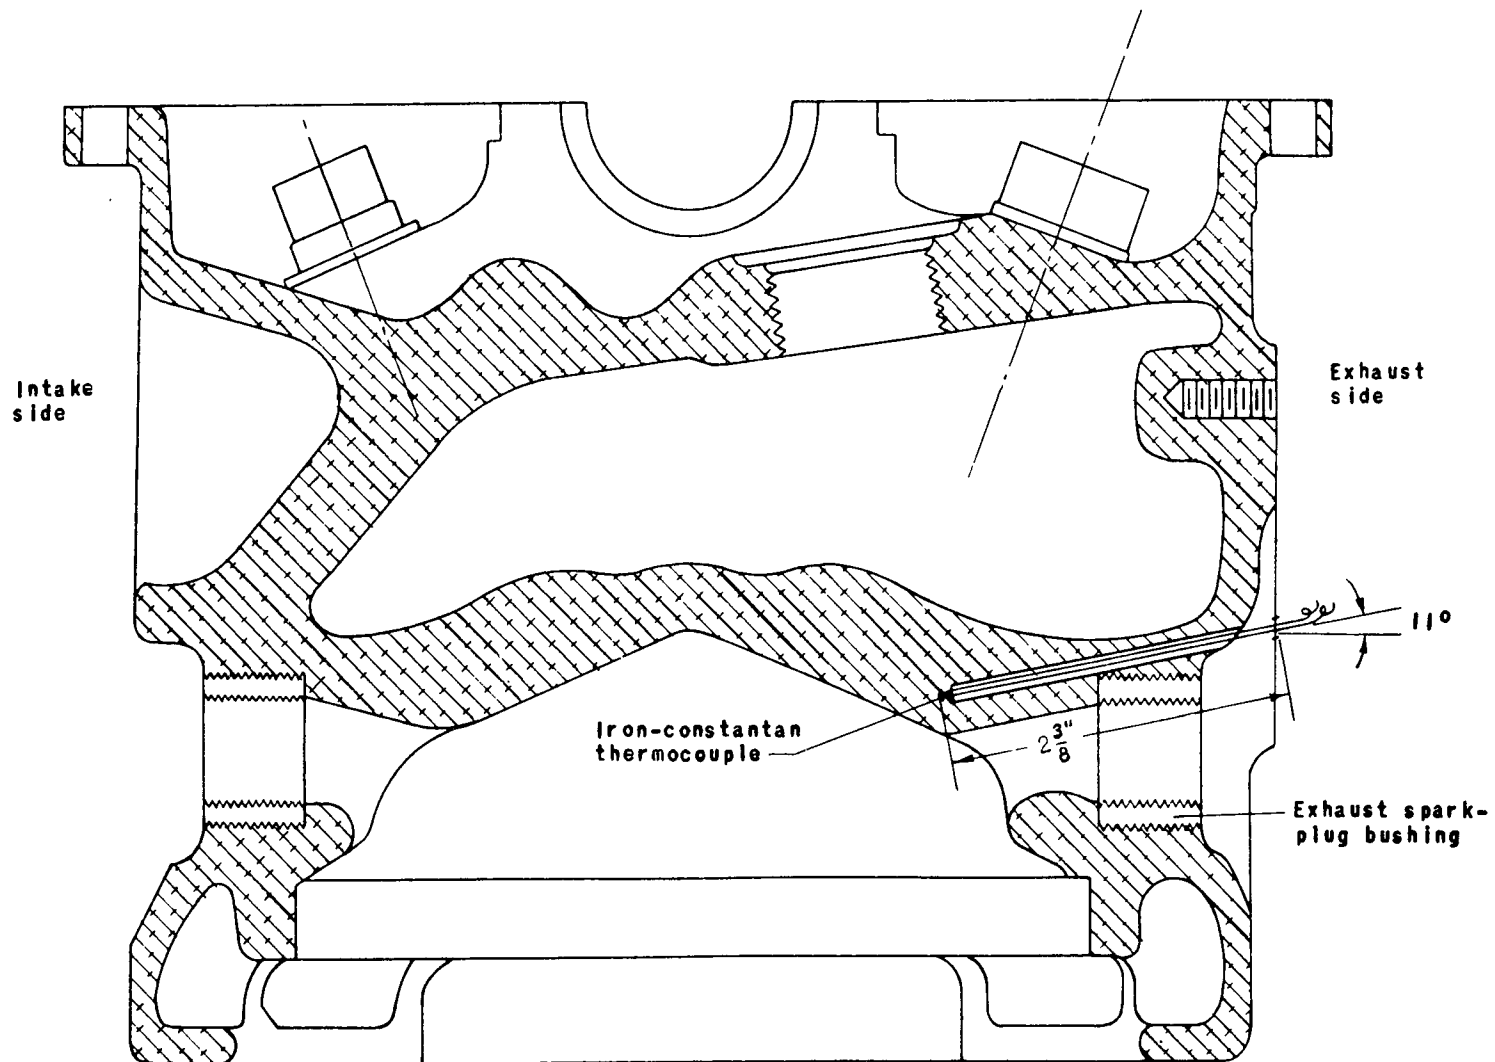 Intake
side
Exhaust
side
11°
Iron-constantan
thermocouple
2 3/8"
Exhaust spark-
plug bushing